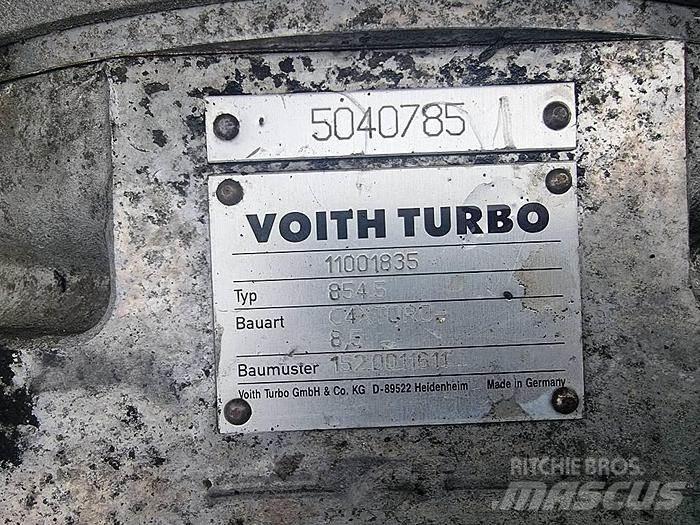 5040785
VOITH TURBO
11001835
Typ 854.5
Bauart
Baumuster
Voith Turbo GmbH & Co. KG D-89522 Heidenheim Made in Germany
RITCHIE BROS.
MASCUS